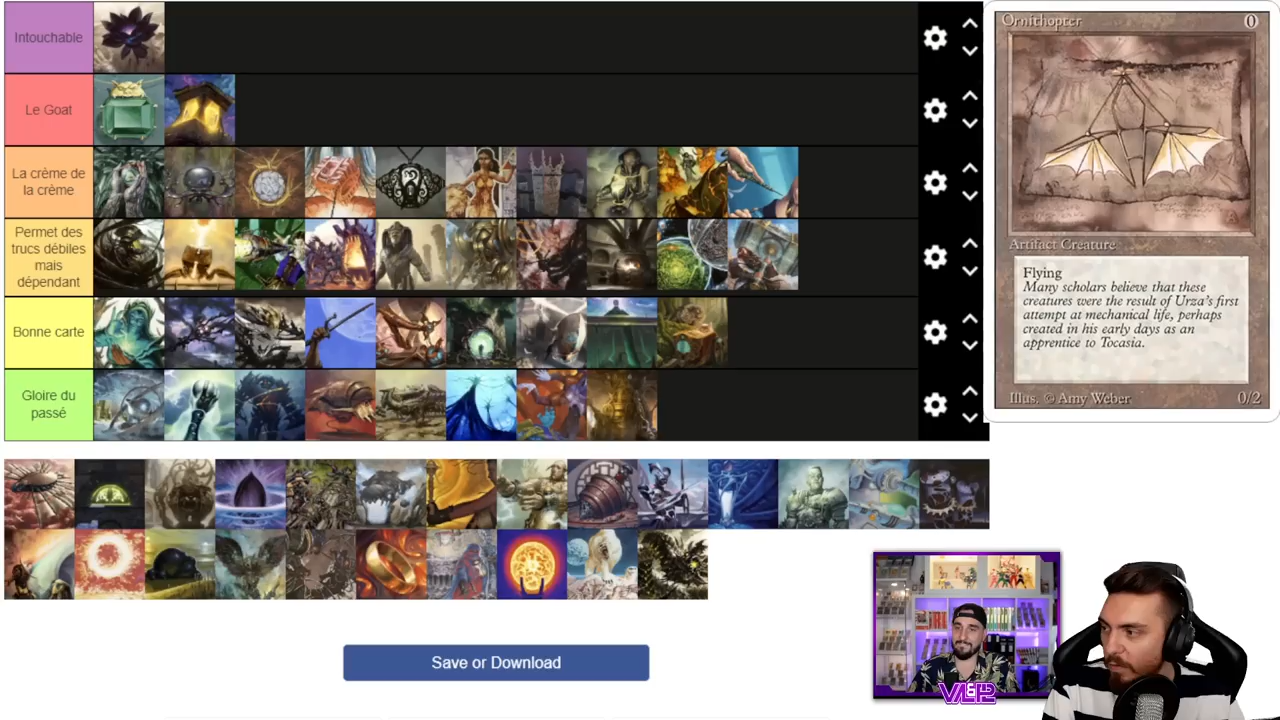 Intouchable
Le Goat
La crème de
la crème
Permet des
trucs débiles
mais
dépendant
Bonne carte
Gloire du
passé
Save or Download
Ornithopter 0
Artifact Creature
Flying
Many scholars believe that these
creatures were the result of Urza's first
attempt at mechanical life, perhaps
created in his early days as an
apprentice to Tocasia.
Illus. © Amy Weber 0/2